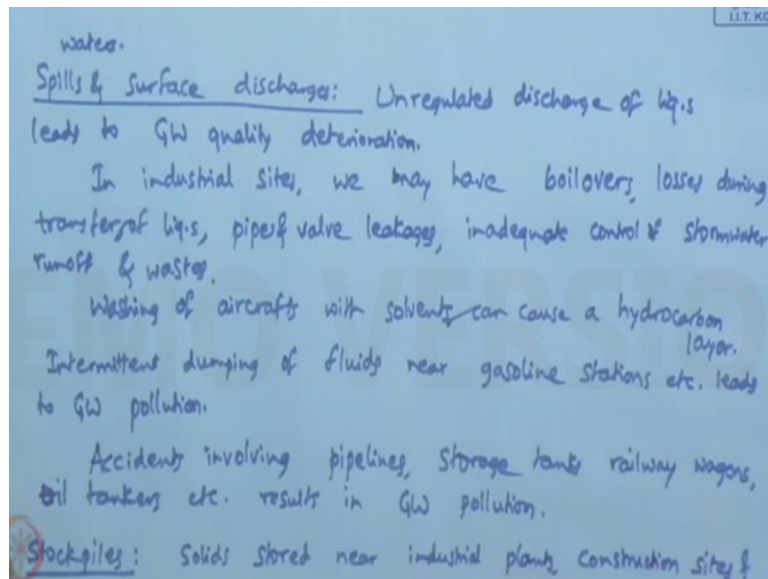 I.I.T. KG
water.
Spills & surface discharges: Unregulated discharge of liq.s
leads to GW quality deterioration.
In industrial sites, we may have boilovers, losses during
transfer of liq.s, pipe & valve leakages, inadequate control of stormwater
runoff & wastes.
Washing of aircrafts with solvents can cause a hydrocarbon
layer.
Intermittent dumping of fluids near gasoline stations etc. leads
to GW pollution.
Accidents involving pipelines, storage tanks railway wagons,
oil tankers etc. results in GW pollution.
Stockpiles: Solids stored near industrial plants, construction sites &
EMO VERSIO